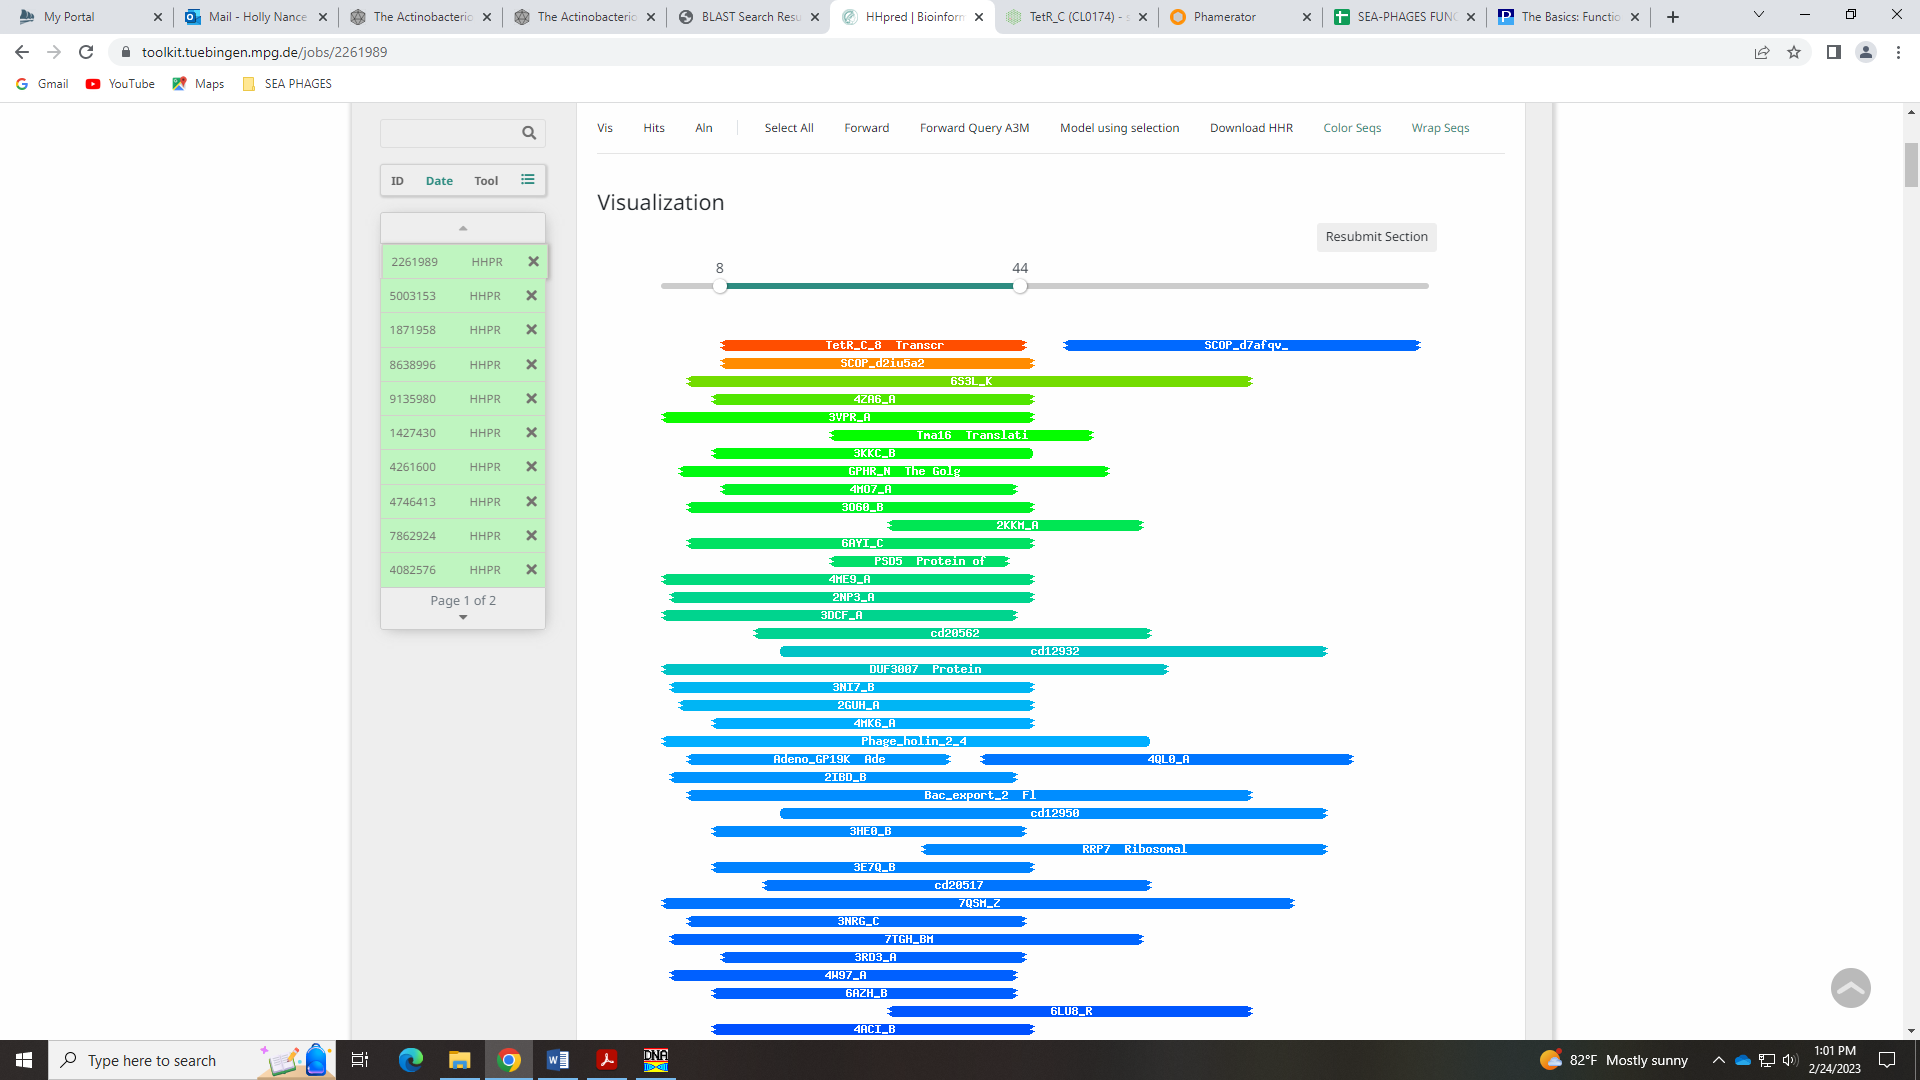 My Portal
Mail - Holly Nance
The Actinobacterio
The Actinobacterio
BLAST Search Resu
HHpred | Bioinform
TetR_C (CL0174) - s
Phamerator
SEA-PHAGES FUNC
The Basics: Functio
toolkit.tuebingen.mpg.de/jobs/2261989
Gmail
YouTube
Maps
SEA PHAGES
Vis Hits Aln Select All Forward Forward Query A3M Model using selection Download HHR Color Seqs Wrap Seqs
ID Date Tool
2261989 HHPR
5003153 HHPR
1871958 HHPR
8638996 HHPR
9135980 HHPR
1427430 HHPR
4261600 HHPR
4746413 HHPR
7862924 HHPR
4082576 HHPR
Page 1 of 2
Visualization
Resubmit Section
8 44
TetR_C_8 Transcr SCOP_d7afqv_
SCOP_d2iu5a2
6S3L_K
4ZA6_A
3VPR_A
Tma16 Translati
3KKC_B
GPHR_N The Golg
4MO7_A
3O60_B
2KKM_A
6AYI_C
PSD5 Protein of
4ME9_A
2NP3_A
3DCF_A
cd20562
cd12932
DUF3007 Protein
3NI7_B
2GUH_A
4MK6_A
Phage_holin_2_4
Adeno_GP19K Ade 4QL0_A
2IBD_B
Bac_export_2 Fl
cd12950
3HE0_B
RRP7 Ribosomal
3E7Q_B
cd20517
7QSM_Z
3NRG_C
7TGH_BM
3RD3_A
4W97_A
6AZH_B
6LU8_R
4ACI_B
Type here to search
DNA
82°F Mostly sunny
1:01 PM
2/24/2023